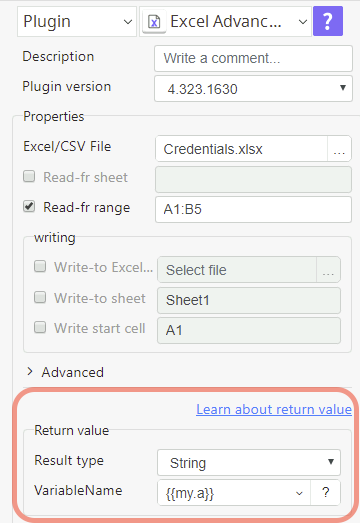 Plugin Excel Advanc... ?
Description Write a comment...
Plugin version 4.323.1630
Properties
Excel/CSV File Credentials.xlsx ...
Read-fr sheet
Read-fr range A1:B5
writing
Write-to Excel... Select file ...
Write-to sheet Sheet1
Write start cell A1
> Advanced
Learn about return value
Return value
Result type String
VariableName {{my.a}} ?